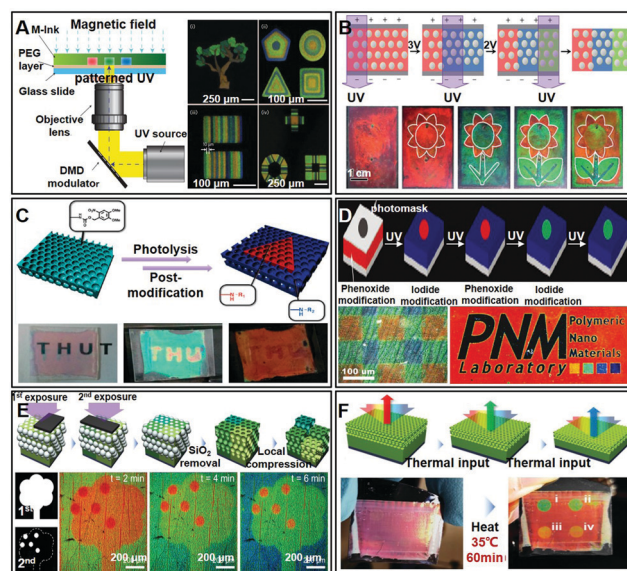 A
Magnetic field
M-Ink
PEG
layer
patterned UV
Glass slide
Objective
lens
UV source
DMD
modulator
(i)
250 μm
(ii)
100 μm
(iii)
100 μm
(iv)
250 μm
B
3V
2V
UV
UV
UV
1 cm
C
Photolysis
Post-
modification
THUT
THU
D
photomask
UV
UV
UV
UV
Phenoxide
modification
Iodide
modification
Phenoxide
modification
Iodide
modification
100 um
PNM
Laboratory
Polymeric
Nano
Materials
E
1st exposure
2nd exposure
SiO2
removal
Local
compression
1st
2nd
t = 2 min
200 μm
t = 4 min
200 μm
t = 6 min
200 μm
F
Thermal input
Thermal input
Heat
35℃
60min
i
ii
iii
iv